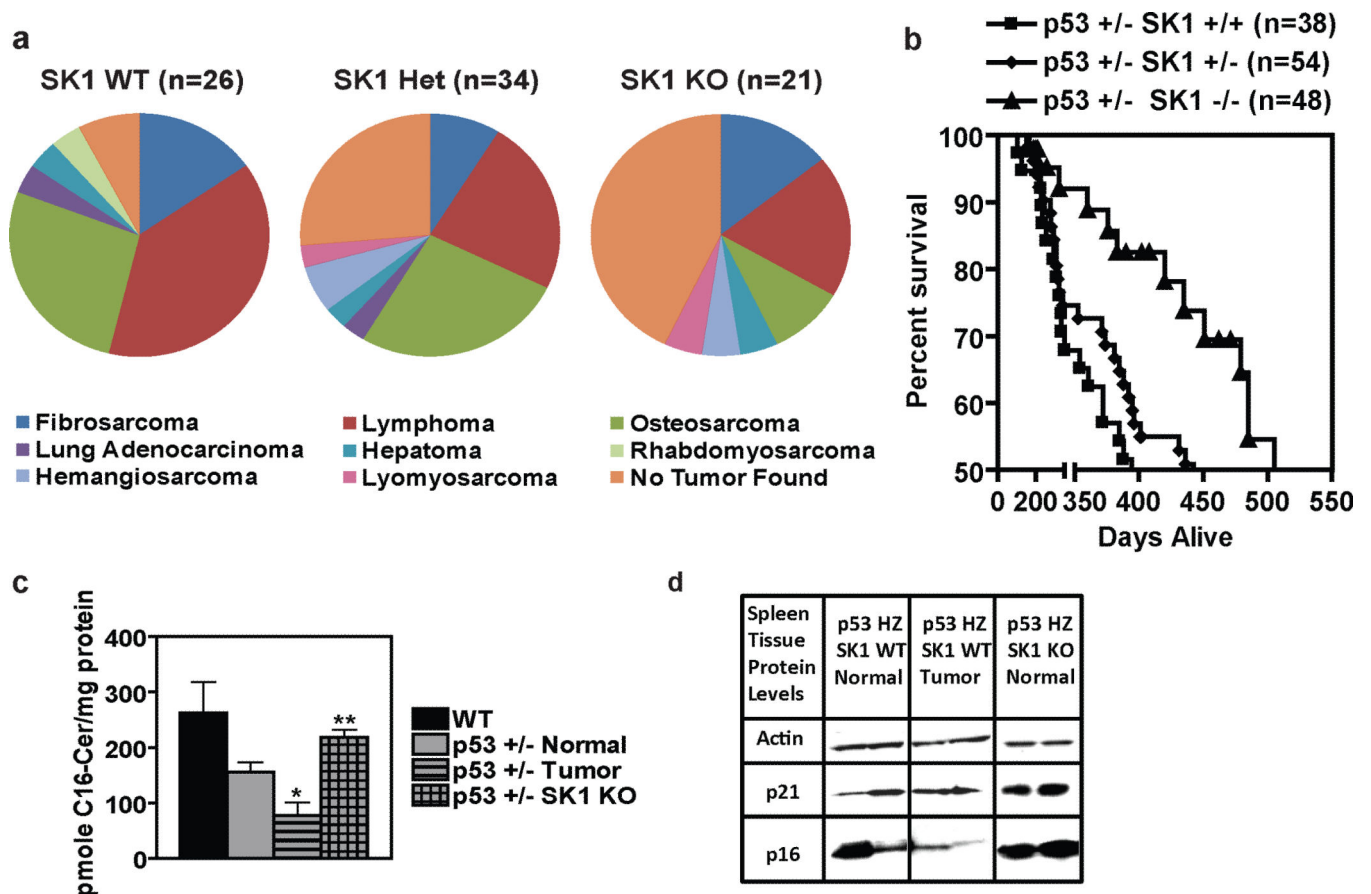 a
SK1 WT (n=26)
SK1 Het (n=34)
SK1 KO (n=21)
Fibrosarcoma
Lymphoma
Osteosarcoma
Lung Adenocarcinoma
Hepatoma
Rhabdomyosarcoma
Hemangiosarcoma
Lyomyosarcoma
No Tumor Found
b
p53 +/- SK1 +/+ (n=38)
p53 +/- SK1 +/- (n=54)
p53 +/- SK1 -/- (n=48)
Percent survival
100
90
80
70
60
50
0 200 350 400 450 500 550
Days Alive
c
pmole C16-Cer/mg protein
400
300
200
100
0
*
**
WT
p53 +/- Normal
p53 +/- Tumor
p53 +/- SK1 KO
d
Spleen
Tissue
Protein
Levels
p53 HZ
SK1 WT
Normal
p53 HZ
SK1 WT
Tumor
p53 HZ
SK1 KO
Normal
Actin
p21
p16